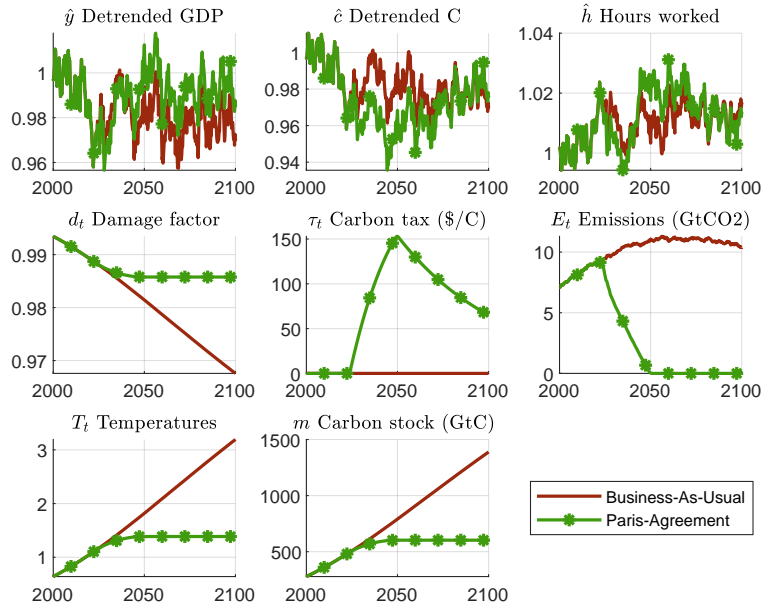 ŷ Detrended GDP
ĉ Detrended C
ĥ Hours worked
1
0.98
0.96
2000 2050 2100
1
0.98
0.96
0.94
2000 2050 2100
1.04
1.02
1
2000 2050 2100
d_t Damage factor
τ_t Carbon tax ($/C)
E_t Emissions (GtCO2)
0.99
0.98
0.97
2000 2050 2100
150
100
50
0
2000 2050 2100
10
5
0
2000 2050 2100
T_t Temperatures
m Carbon stock (GtC)
3
2
1
2000 2050 2100
1500
1000
500
2000 2050 2100
Business-As-Usual
Paris-Agreement